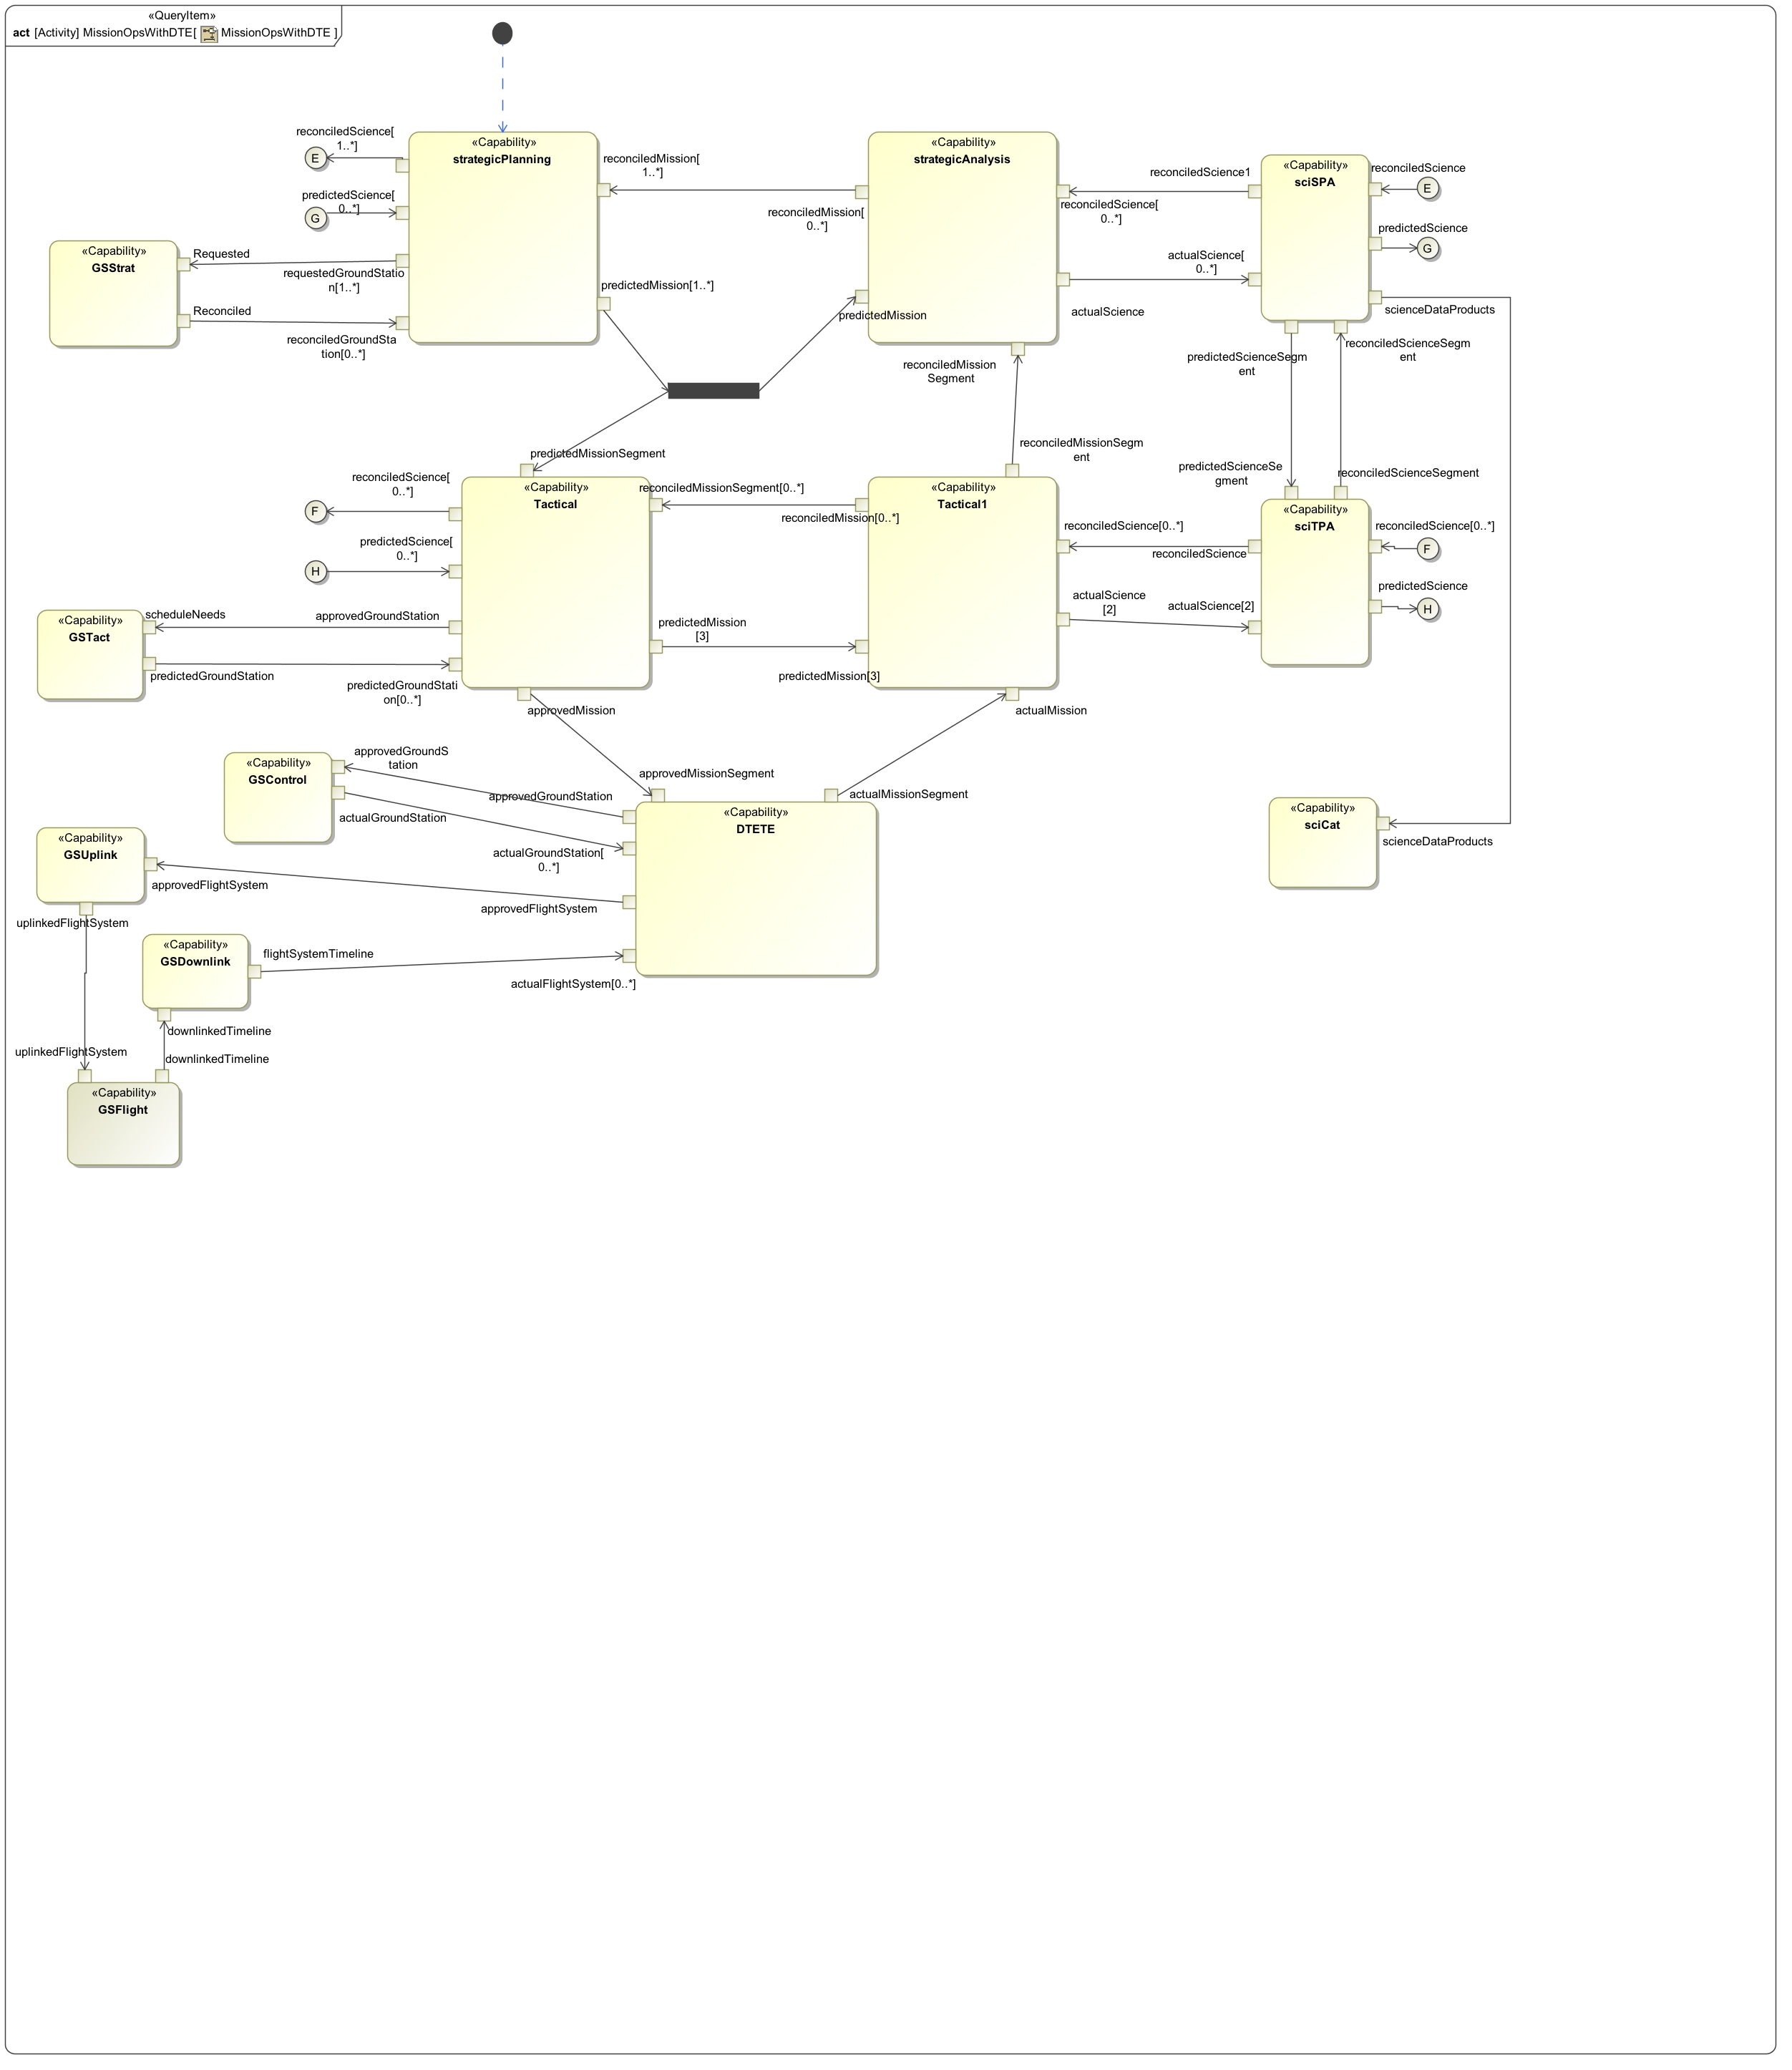 «QueryItem»
act [Activity] MissionOpsWithDTE[ MissionOpsWithDTE ]
reconciledScience[
1..*]
E
predictedScience[
0..*]
G
«Capability»
strategicPlanning
reconciledMission[
1..*]
reconciledMission[
0..*]
«Capability»
strategicAnalysis
reconciledScience1
reconciledScience[
0..*]
«Capability»
sciSPA
reconciledScience
E
predictedScience
G
«Capability»
GSStrat
Requested
requestedGroundStatio
n[1..*]
Reconciled
reconciledGroundSta
tion[0..*]
predictedMission[1..*]
predictedMission
actualScience[
0..*]
actualScience
scienceDataProducts
predictedScienceSegm
ent
reconciledScienceSegm
ent
reconciledMission
Segment
reconciledMissionSegm
ent
predictedMissionSegment
predictedScienceSe
gment
reconciledScienceSegment
reconciledScience[
0..*]
F
predictedScience[
0..*]
H
«Capability»
Tactical
reconciledMissionSegment[0..*]
reconciledMission[0..*]
«Capability»
Tactical1
reconciledScience[0..*]
reconciledScience
«Capability»
sciTPA
reconciledScience[0..*]
F
predictedScience
H
«Capability»
GSTact
scheduleNeeds
approvedGroundStation
predictedGroundStation
predictedGroundStati
on[0..*]
predictedMission
[3]
predictedMission[3]
actualScience
[2]
actualScience[2]
approvedMission
actualMission
«Capability»
GSControl
approvedGroundS
tation
approvedGroundStation
actualGroundStation
actualGroundStation[
0..*]
approvedMissionSegment
actualMissionSegment
«Capability»
DTETE
«Capability»
sciCat
scienceDataProducts
«Capability»
GSUplink
approvedFlightSystem
approvedFlightSystem
uplinkedFlightSystem
«Capability»
GSDownlink
flightSystemTimeline
actualFlightSystem[0..*]
downlinkedTimeline
uplinkedFlightSystem
downlinkedTimeline
«Capability»
GSFlight